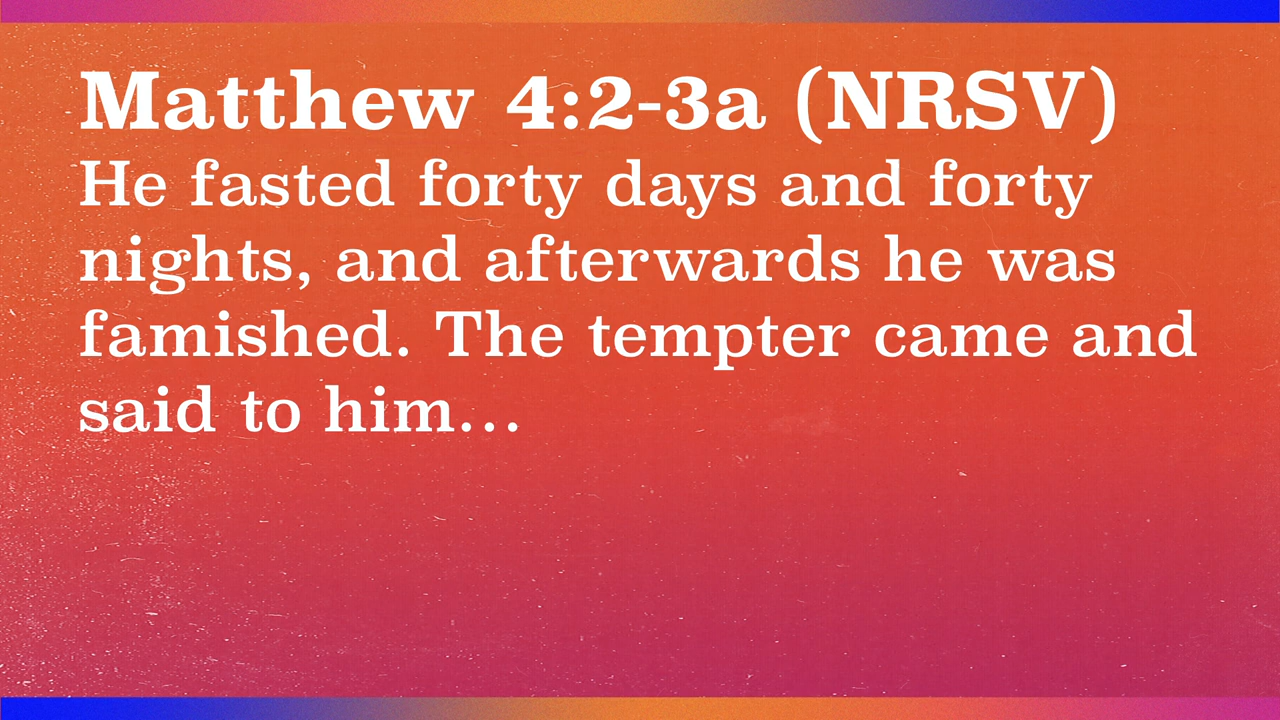 Matthew 4:2-3a (NRSV)
He fasted forty days and forty
nights, and afterwards he was
famished. The tempter came and
said to him…